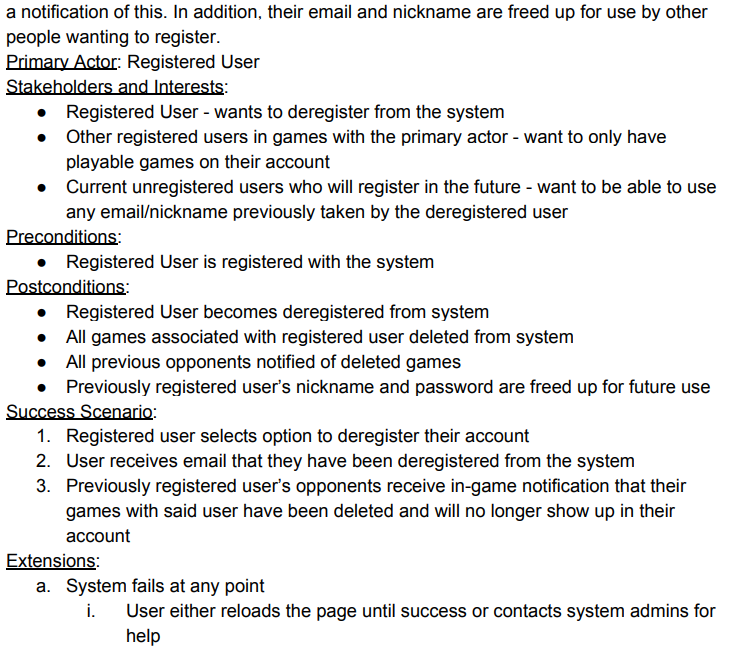 a notification of this. In addition, their email and nickname are freed up for use by other
people wanting to register.
Primary Actor: Registered User
Stakeholders and Interests:
● Registered User - wants to deregister from the system
● Other registered users in games with the primary actor - want to only have
playable games on their account
● Current unregistered users who will register in the future - want to be able to use
any email/nickname previously taken by the deregistered user
Preconditions:
● Registered User is registered with the system
Postconditions:
● Registered User becomes deregistered from system
● All games associated with registered user deleted from system
● All previous opponents notified of deleted games
● Previously registered user's nickname and password are freed up for future use
Success Scenario:
1. Registered user selects option to deregister their account
2. User receives email that they have been deregistered from the system
3. Previously registered user's opponents receive in-game notification that their
games with said user have been deleted and will no longer show up in their
account
Extensions:
a. System fails at any point
i. User either reloads the page until success or contacts system admins for
help